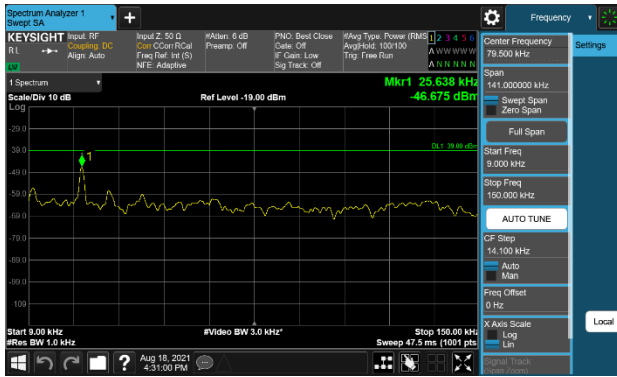 Spectrum Analyzer 1
Swept SA
+
Frequency
KEYSIGHT
RL
Input: RF
Coupling: DC
Align: Auto
Input Z: 50 Ω
Corr CCorr RCal
Freq Ref: Int (S)
NFE: Adaptive
#Atten: 6 dB
Preamp: Off
PNO: Best Close
Gate: Off
IF Gain: Low
Sig Track: Off
#Avg Type: Power (RMS
Avg|Hold: 100/100
Trig: Free Run
1 2 3 4 5 6
A W W W W W
A N N N N N
1 Spectrum
Scale/Div 10 dB
Log
Ref Level -19.00 dBm
Mkr1 25.638 kHz
-46.675 dBm
DL1 -39.00 dBm
1
-29.0
-39.0
-49.0
-59.0
-69.0
-79.0
-89.0
-99.0
-109
Start 9.00 kHz
#Res BW 1.0 kHz
#Video BW 3.0 kHz*
Stop 150.00 kHz
Sweep 47.5 ms (1001 pts
?
Aug 18, 2021
4:31:00 PM
Center Frequency
79.500 kHz
Span
141.000000 kHz
Swept Span
Zero Span
Full Span
Start Freq
9.000 kHz
Stop Freq
150.000 kHz
AUTO TUNE
CF Step
14.100 kHz
Auto
Man
Freq Offset
0 Hz
X Axis Scale
Log
Lin
Signal Track
(Span Zoom)
Settings
Local